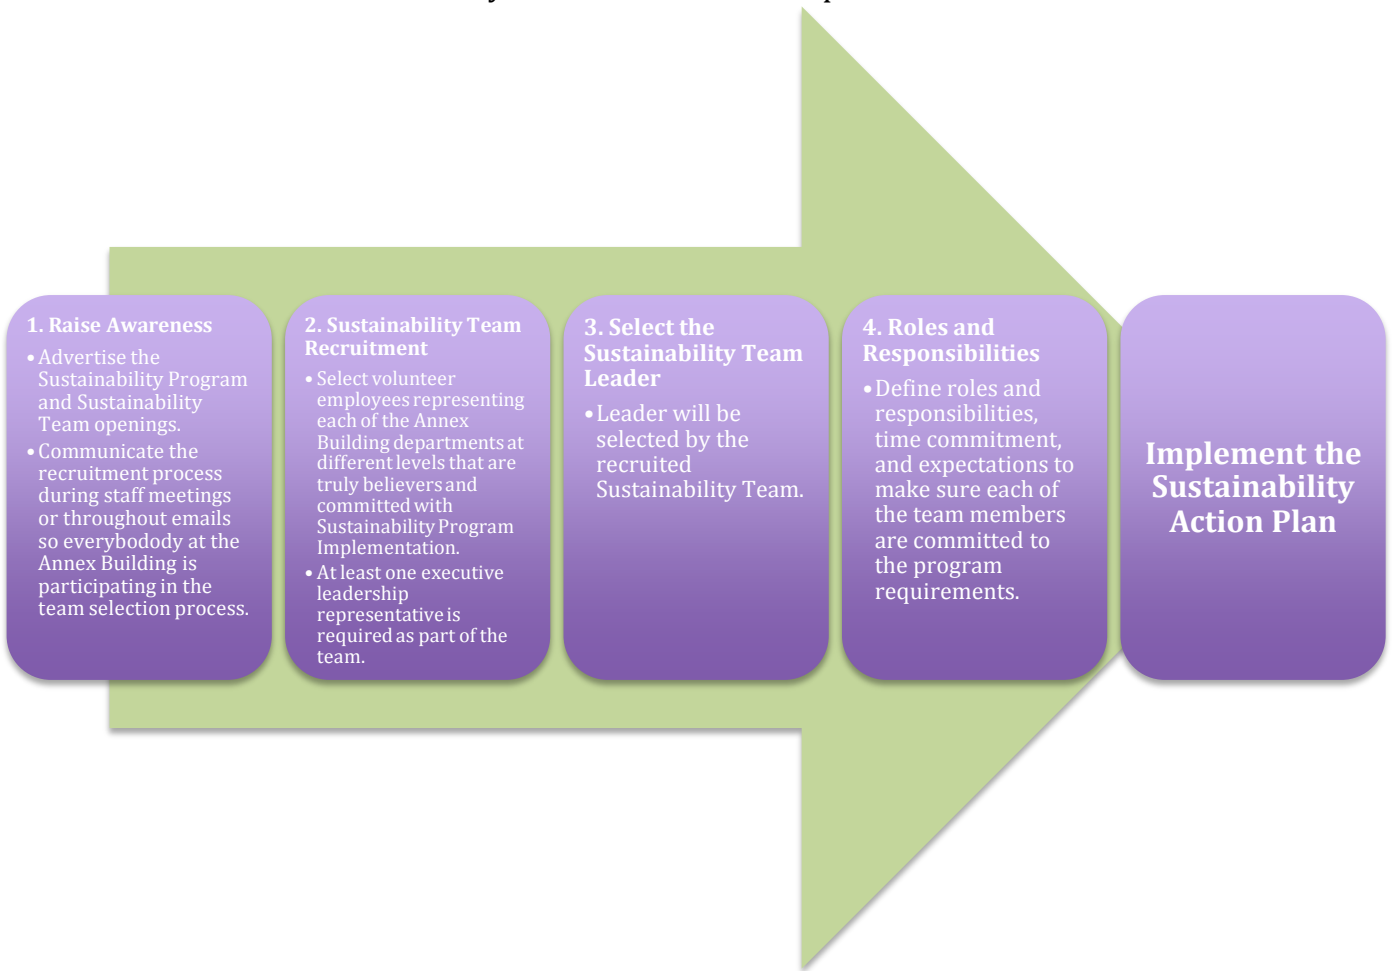 1. Raise Awareness
• Advertise the
Sustainability Program
and Sustainability
Team openings.
• Communicate the
recruitment process
during staff meetings
or throughout emails
so everybodody at the
Annex Building is
participating in the
team selection process.
2. Sustainability Team
Recruitment
• Select volunteer
employees representing
each of the Annex
Building departments at
different levels that are
truly believers and
committed with
Sustainability Program
Implementation.
• At least one executive
leadership
representative is
required as part of the
team.
3. Select the
Sustainability Team
Leader
• Leader will be
selected by the
recruited
Sustainability Team.
4. Roles and
Responsibilities
• Define roles and
responsibilities,
time commitment,
and expectations to
make sure each of
the team members
are committed to
the program
requirements.
Implement the
Sustainability
Action Plan